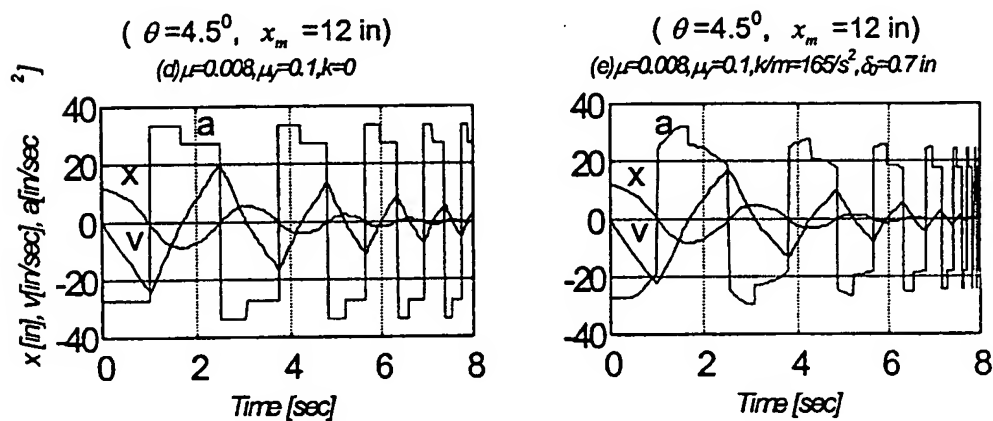 ( θ=4.5⁰, xₘ =12 in)
(d)μ=0.008,μᵧ=0.1,k=0
x [in], v[in/sec], a[in/sec²]
40
20
0
-20
-40
a
x
v
0 2 4 6 8
Time [sec]
( θ=4.5⁰, xₘ =12 in)
(e)μ=0.008,μᵧ=0.1,k/m=165/s²,δ₀=0.7 in
40
20
0
-20
-40
a
x
v
0 2 4 6 8
Time [sec]